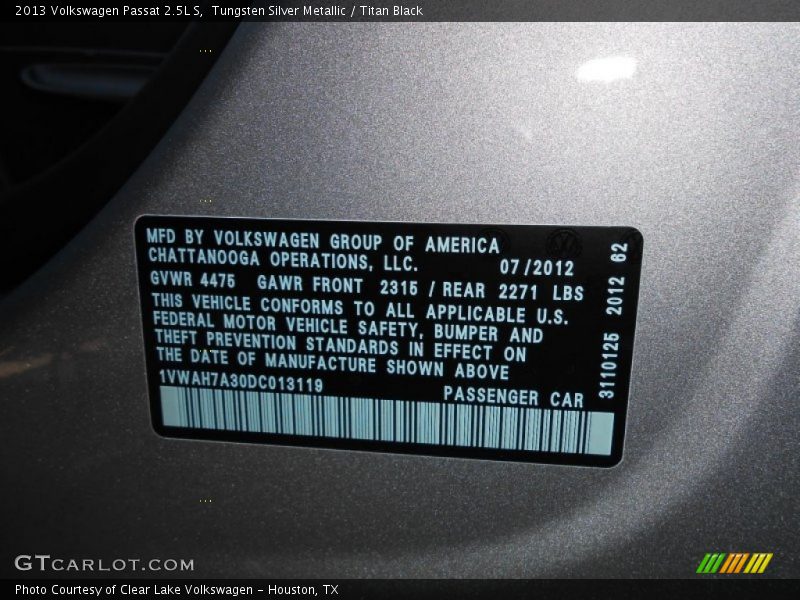 2013 Volkswagen Passat 2.5L S,  Tungsten Silver Metallic / Titan Black
MFD BY VOLKSWAGEN GROUP OF AMERICA
CHATTANOOGA OPERATIONS, LLC.
07/2012
GVWR 4475 GAWR FRONT 2315 / REAR 2271 LBS
THIS VEHICLE CONFORMS TO ALL APPLICABLE U.S.
FEDERAL MOTOR VEHICLE SAFETY, BUMPER AND
THEFT PREVENTION STANDARDS IN EFFECT ON
THE DATE OF MANUFACTURE SHOWN ABOVE
1VWAH7A30DC013119
PASSENGER CAR
3110125 2012 62
GTCARLOT.COM
Photo Courtesy of Clear Lake Volkswagen – Houston, TX